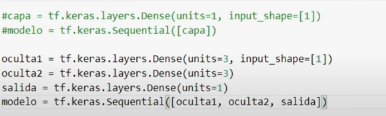 #capa = tf.keras.layers.Dense(units=1, input_shape=[1])
#modelo = tf.keras.Sequential([capa])
oculta1 = tf.keras.layers.Dense(units=3, input_shape=[1])
oculta2 = tf.keras.layers.Dense(units=3)
salida = tf.keras.layers.Dense(units=1)
modelo = tf.keras.Sequential([oculta1, oculta2, salida])